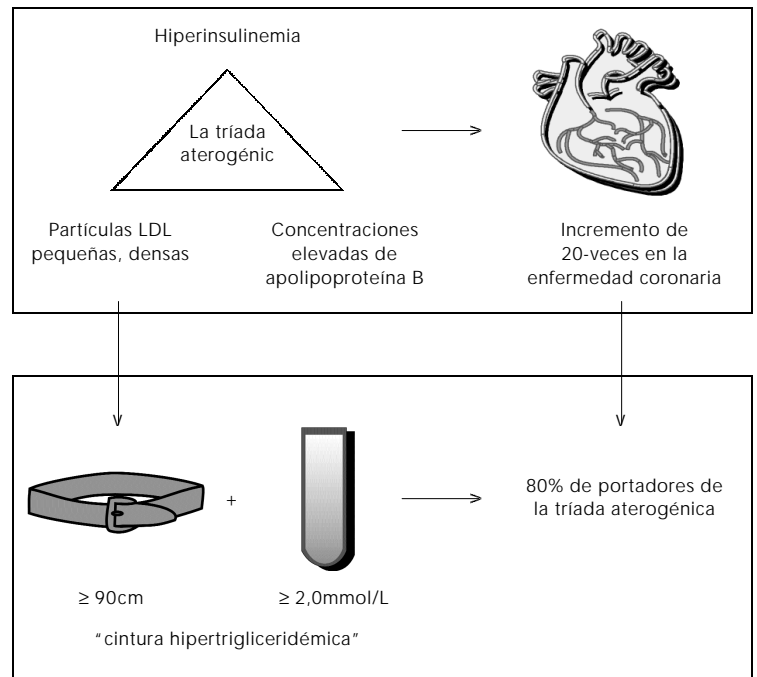 Hiperinsulinemia
La tríada
aterogénic
Partículas LDL
pequeñas, densas
Concentraciones
elevadas de
apolipoproteína B
Incremento de
20-veces en la
enfermedad coronaria
+
80% de portadores de
la tríada aterogénica
≥ 90cm
≥ 2,0mmol/L
“cintura hipertrigliceridémica”